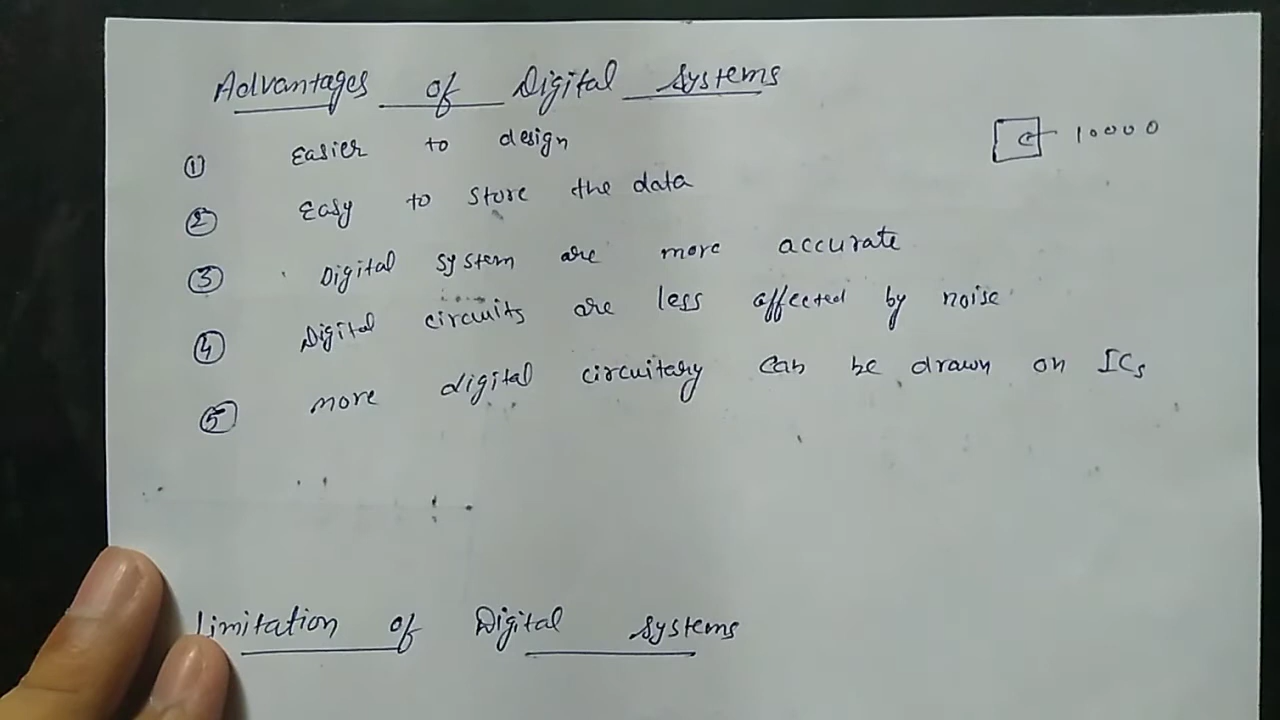 Advantages of Digital Systems
① Easier to design
C 10000
② Easy to store the data
③ Digital system are more accurate
④ Digital circuits are less affected by noise
⑤ more digital circuitary can be drawn on ICs
Limitation of Digital Systems